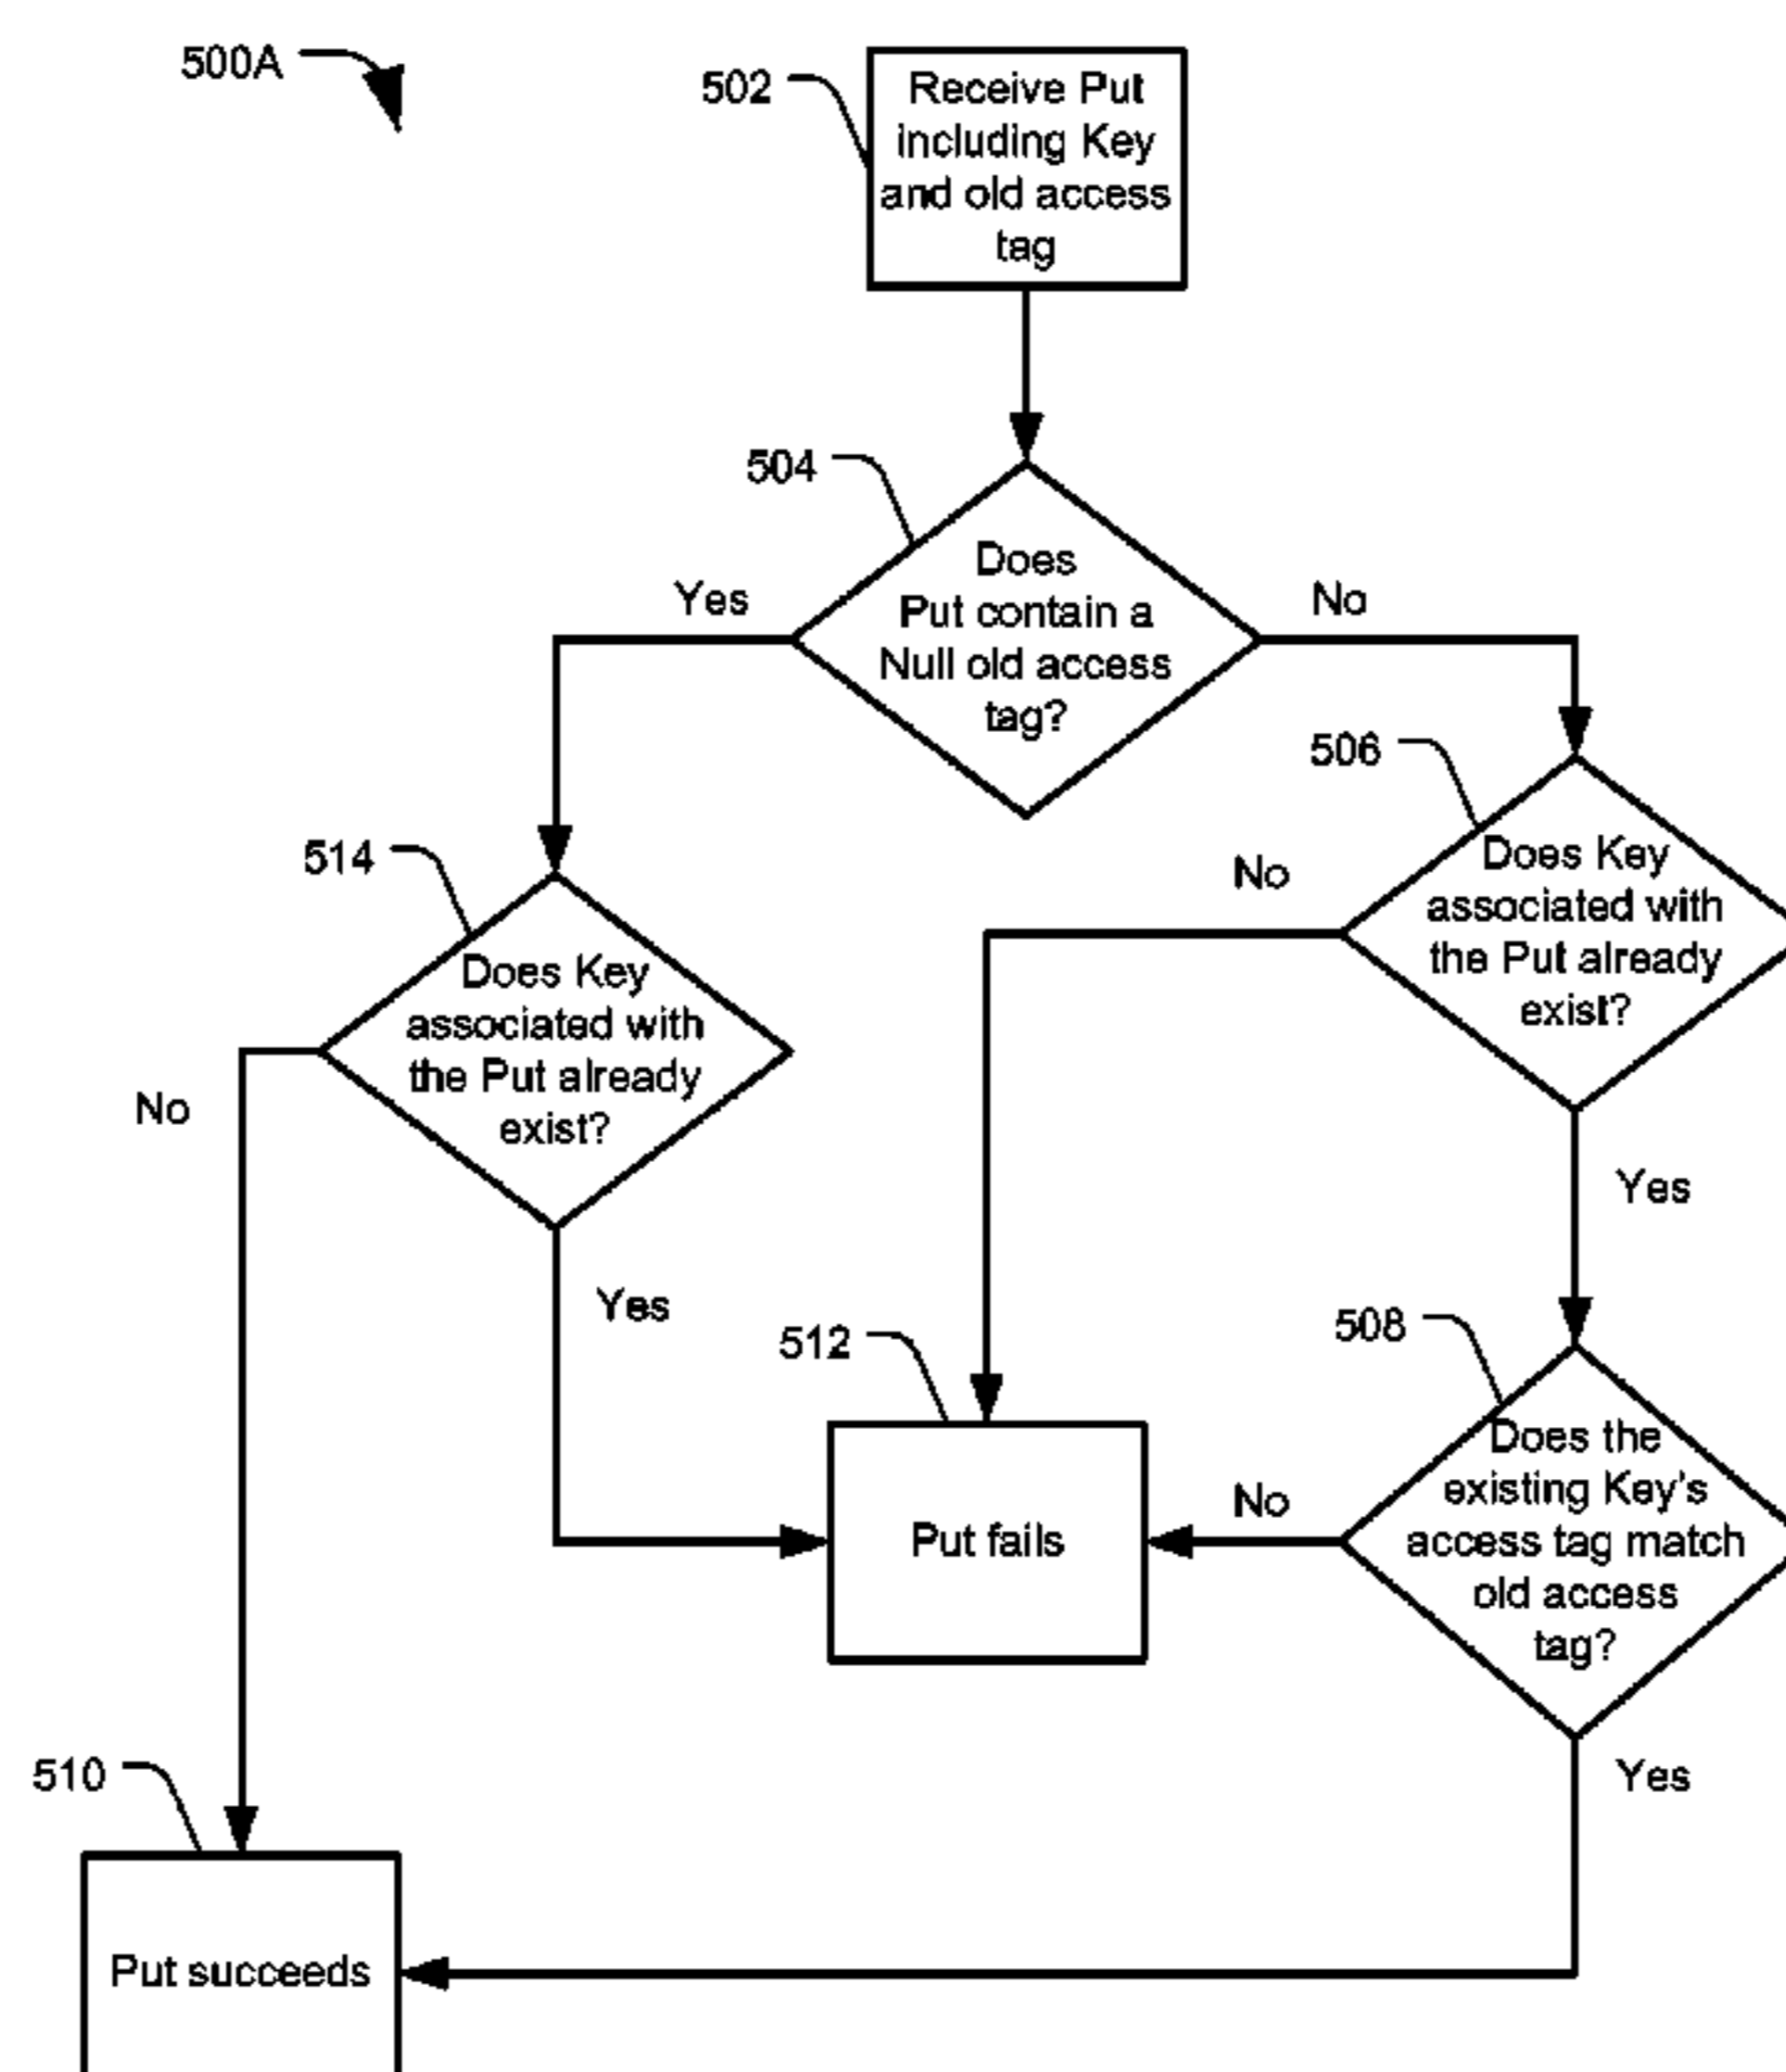 500A
502
Receive Put
including Key
and old access
tag
504
Does
Put contain a
Null old access
tag?
Yes
No
506
Does Key
associated with
the Put already
exist?
No
Yes
514
Does Key
associated with
the Put already
exist?
No
Yes
512
Put fails
508
Does the
existing Key's
access tag match
old access
tag?
No
Yes
510
Put succeeds